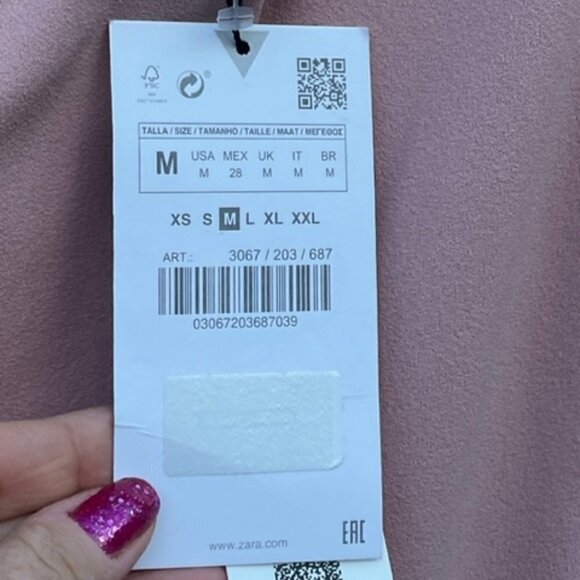 FSC
TALLA / SIZE / TAMANHO / TAILLE / MAAT / ΜΕΓΕΘΟΣ
M USA MEX UK IT BR
M 28 M M M
XS S M L XL XXL
ART.: 3067 / 203 / 687
03067203687039
www.zara.com
EAC